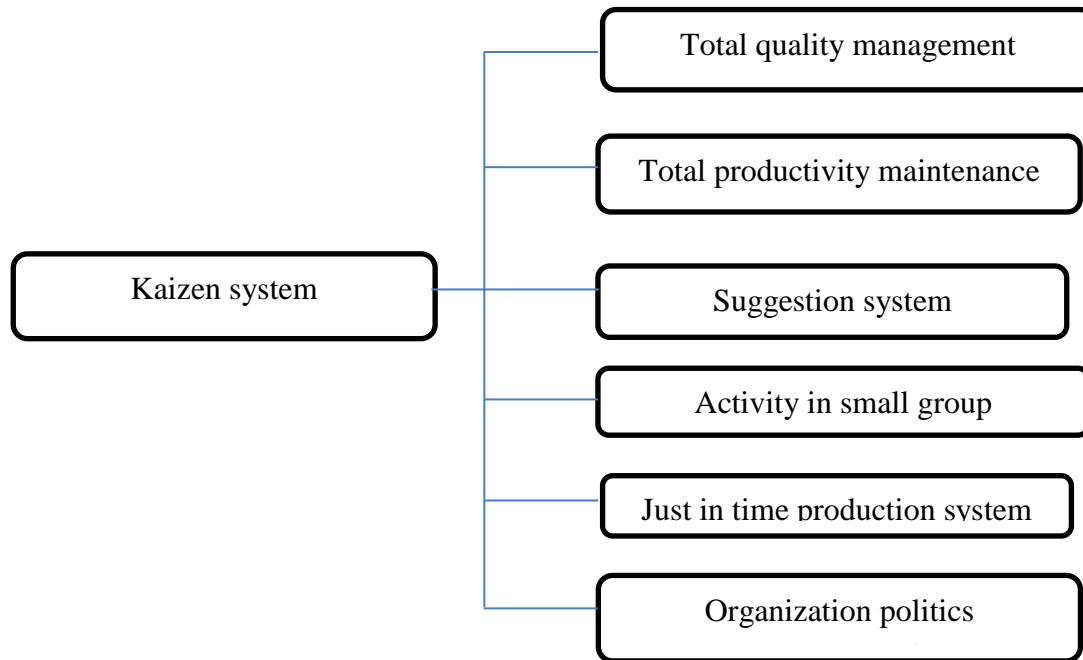 Total quality management
Total productivity maintenance
Kaizen system
Suggestion system
Activity in small group
Just in time production system
Organization politics